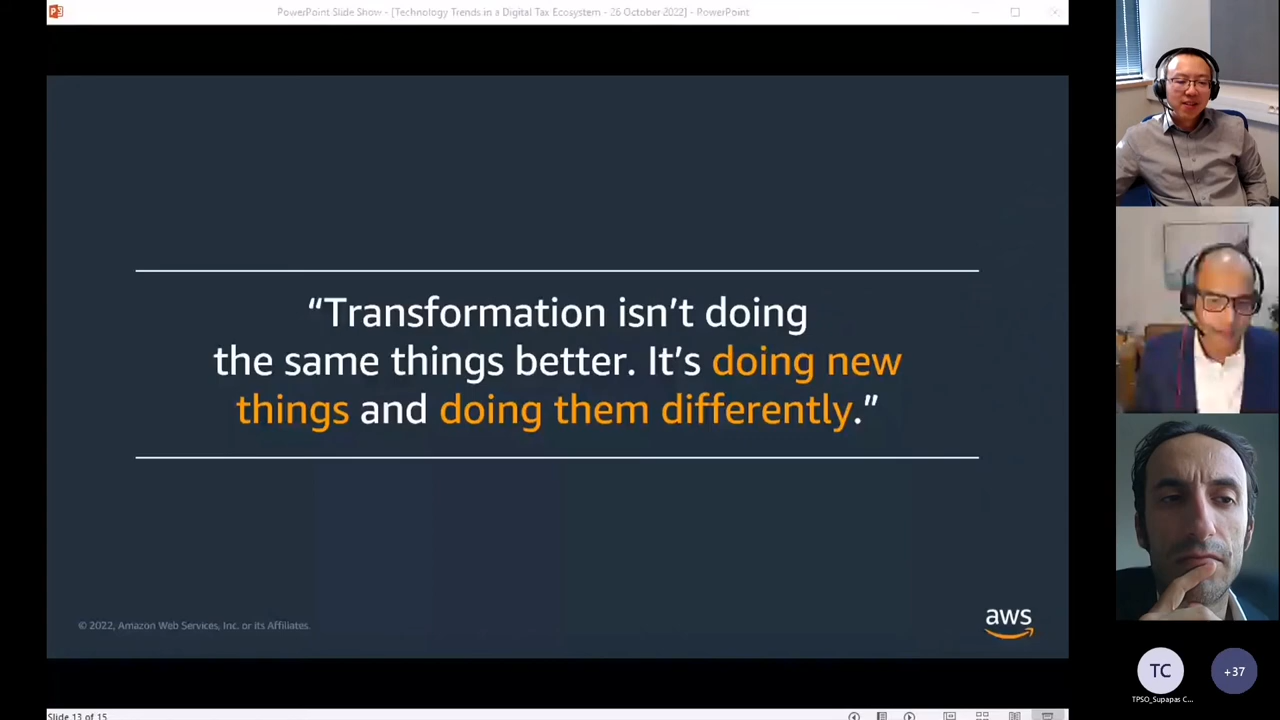 PowerPoint Slide Show - [Technology Trends in a Digital Tax Ecosystem - 26 October 2022] - PowerPoint
“Transformation isn’t doing
the same things better. It’s doing new
things and doing them differently.”
© 2022, Amazon Web Services, Inc. or its Affiliates.
aws
Slide 13 of 15
TC
+37
TPSO_Supapas C...